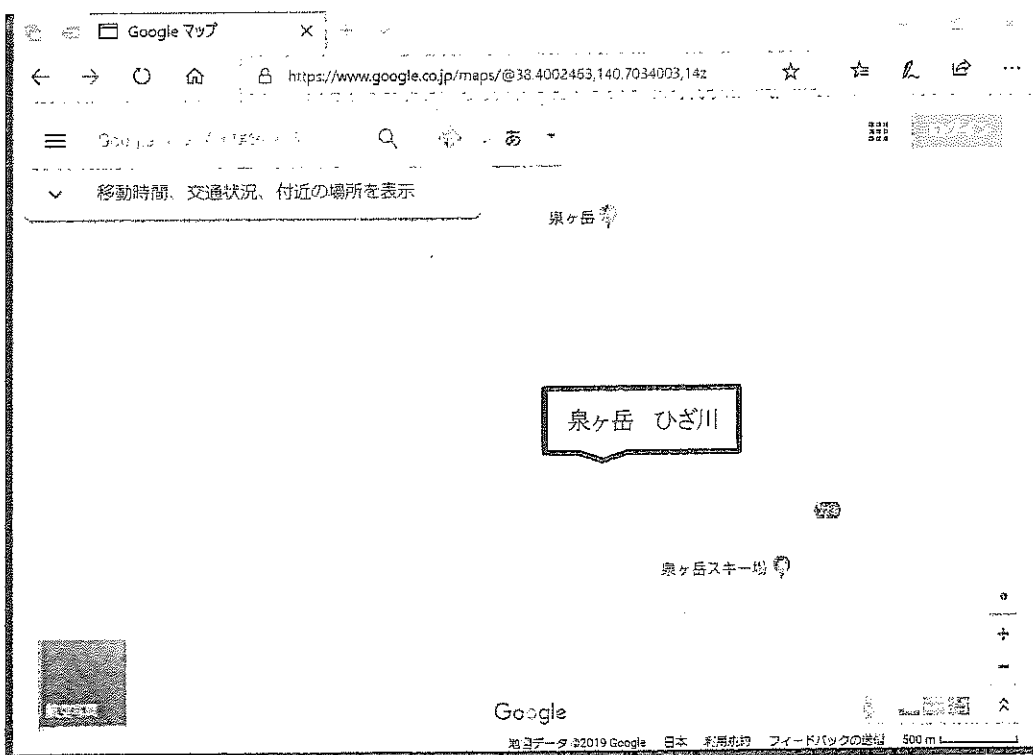 Google マップ
https://www.google.co.jp/maps/@38.4002453,140.7034003,14z
あ
移動時間、交通状況、付近の場所を表示
泉ヶ岳
泉ヶ岳 ひざ川
泉ヶ岳スキー場
Google
地図データ ©2019 Google 日本 利用規約 フィードバックの送信 500 m